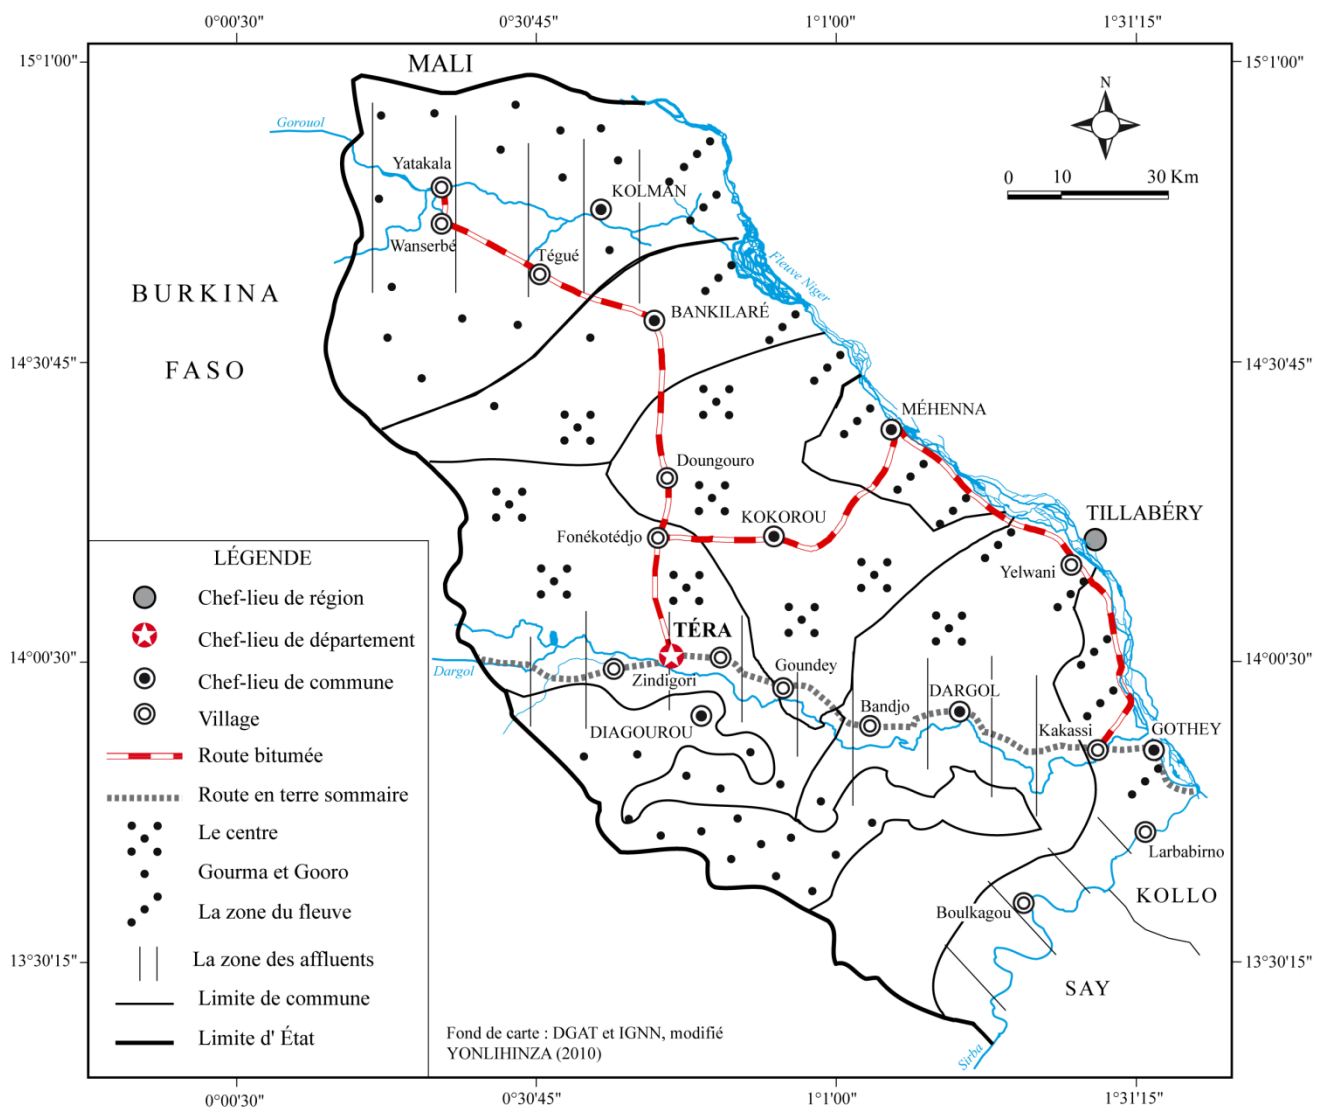 0°00'30"
0°30'45"
1°1'00"
1°31'15"
15°1'00"
15°1'00"
MALI
N
Gorouol
Yatakala
KOLMAN
0 10 30 Km
Wanserbé
Tégué
Fleuve Niger
BURKINA
BANKILARÉ
FASO
14°30'45"
14°30'45"
MÉHENNA
Doungouro
KOKOROU
TILLABÉRY
Fonékotédjo
Yelwani
LÉGENDE
Chef-lieu de région
Chef-lieu de département
Chef-lieu de commune
Village
Route bitumée
Route en terre sommaire
Le centre
Gourma et Gooro
La zone du fleuve
La zone des affluents
Limite de commune
Limite d' État
TÉRA
14°00'30"
14°00'30"
Dargol
Zindigori
Goundey
DIAGOUROU
Bandjo
DARGOL
Kakassi
GOTHEY
Larbabirno
KOLLO
Boulkagou
13°30'15"
13°30'15"
SAY
Sirba
Fond de carte : DGAT et IGNN, modifié
YONLIHINZA (2010)
0°00'30"
0°30'45"
1°1'00"
1°31'15"